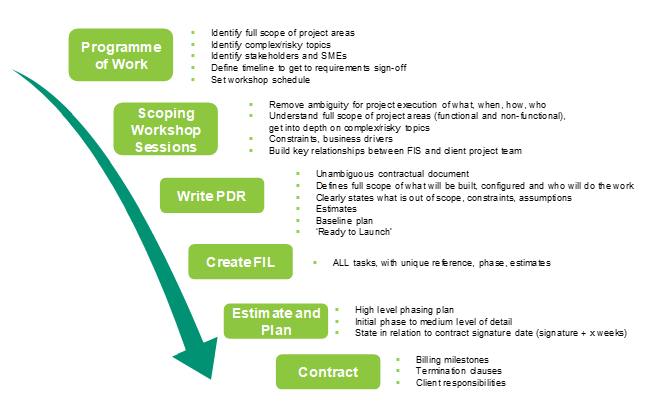 Programme
of Work
Identify full scope of project areas
Identify complex/risky topics
Identify stakeholders and SMEs
Define timeline to get to requirements sign-off
Set workshop schedule
Scoping
Workshop
Sessions
Remove ambiguity for project execution of what, when, how, who
Understand full scope of project areas (functional and non-functional),
get into depth on complex/risky topics
Constraints, business drivers
Build key relationships between FIS and client project team
Write PDR
Unambiguous contractual document
Defines full scope of what will be built, configured and who will do the work
Clearly states what is out of scope, constraints, assumptions
Estimates
Baseline plan
‘Ready to Launch’
Create FIL
ALL tasks, with unique reference, phase, estimates
Estimate and
Plan
High level phasing plan
Initial phase to medium level of detail
State in relation to contract signature date (signature + x weeks)
Contract
Billing milestones
Termination clauses
Client responsibilities